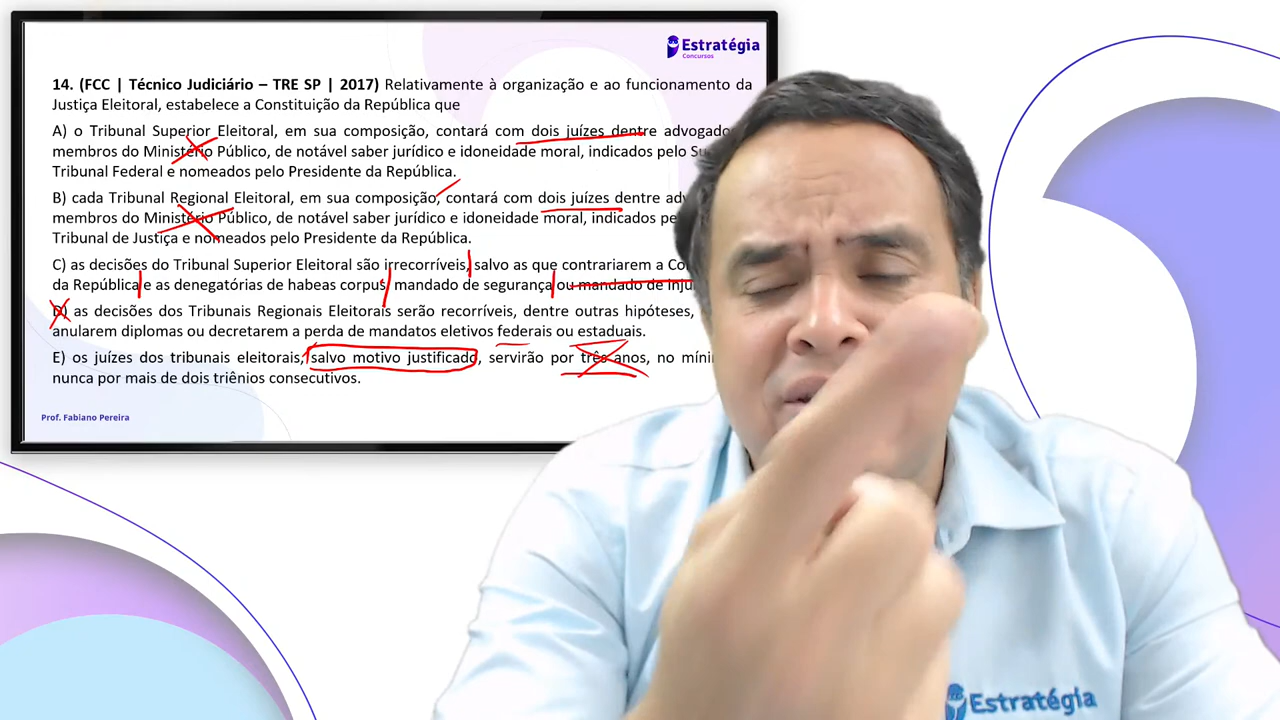 Estratégia
Concursos
14. (FCC | Técnico Judiciário – TRE SP | 2017) Relativamente à organização e ao funcionamento da
Justiça Eleitoral, estabelece a Constituição da República que
A) o Tribunal Superior Eleitoral, em sua composição, contará com dois juízes dentre
membros do Ministério Público, de notável saber jurídico e idoneidade moral, indicados pelo
Tribunal Federal e nomeados pelo Presidente da República.
B) cada Tribunal Regional Eleitoral, em sua composição, contará com dois juízes dentre
membros do Ministério Público, de notável saber jurídico e idoneidade moral, indicados
Tribunal de Justiça e nomeados pelo Presidente da República.
C) as decisões do Tribunal Superior Eleitoral são irrecorríveis, salvo as que contrariarem a
da República e as denegatórias de habeas corpus, mandado de segurança ou mandado de
D) as decisões dos Tribunais Regionais Eleitorais serão recorríveis, dentre outras hipóteses,
anularem diplomas ou decretarem a perda de mandatos eletivos federais ou estaduais.
E) os juízes dos tribunais eleitorais, salvo motivo justificado, servirão por três anos, no
nunca por mais de dois triênios consecutivos.
Prof. Fabiano Pereira
Estratégia